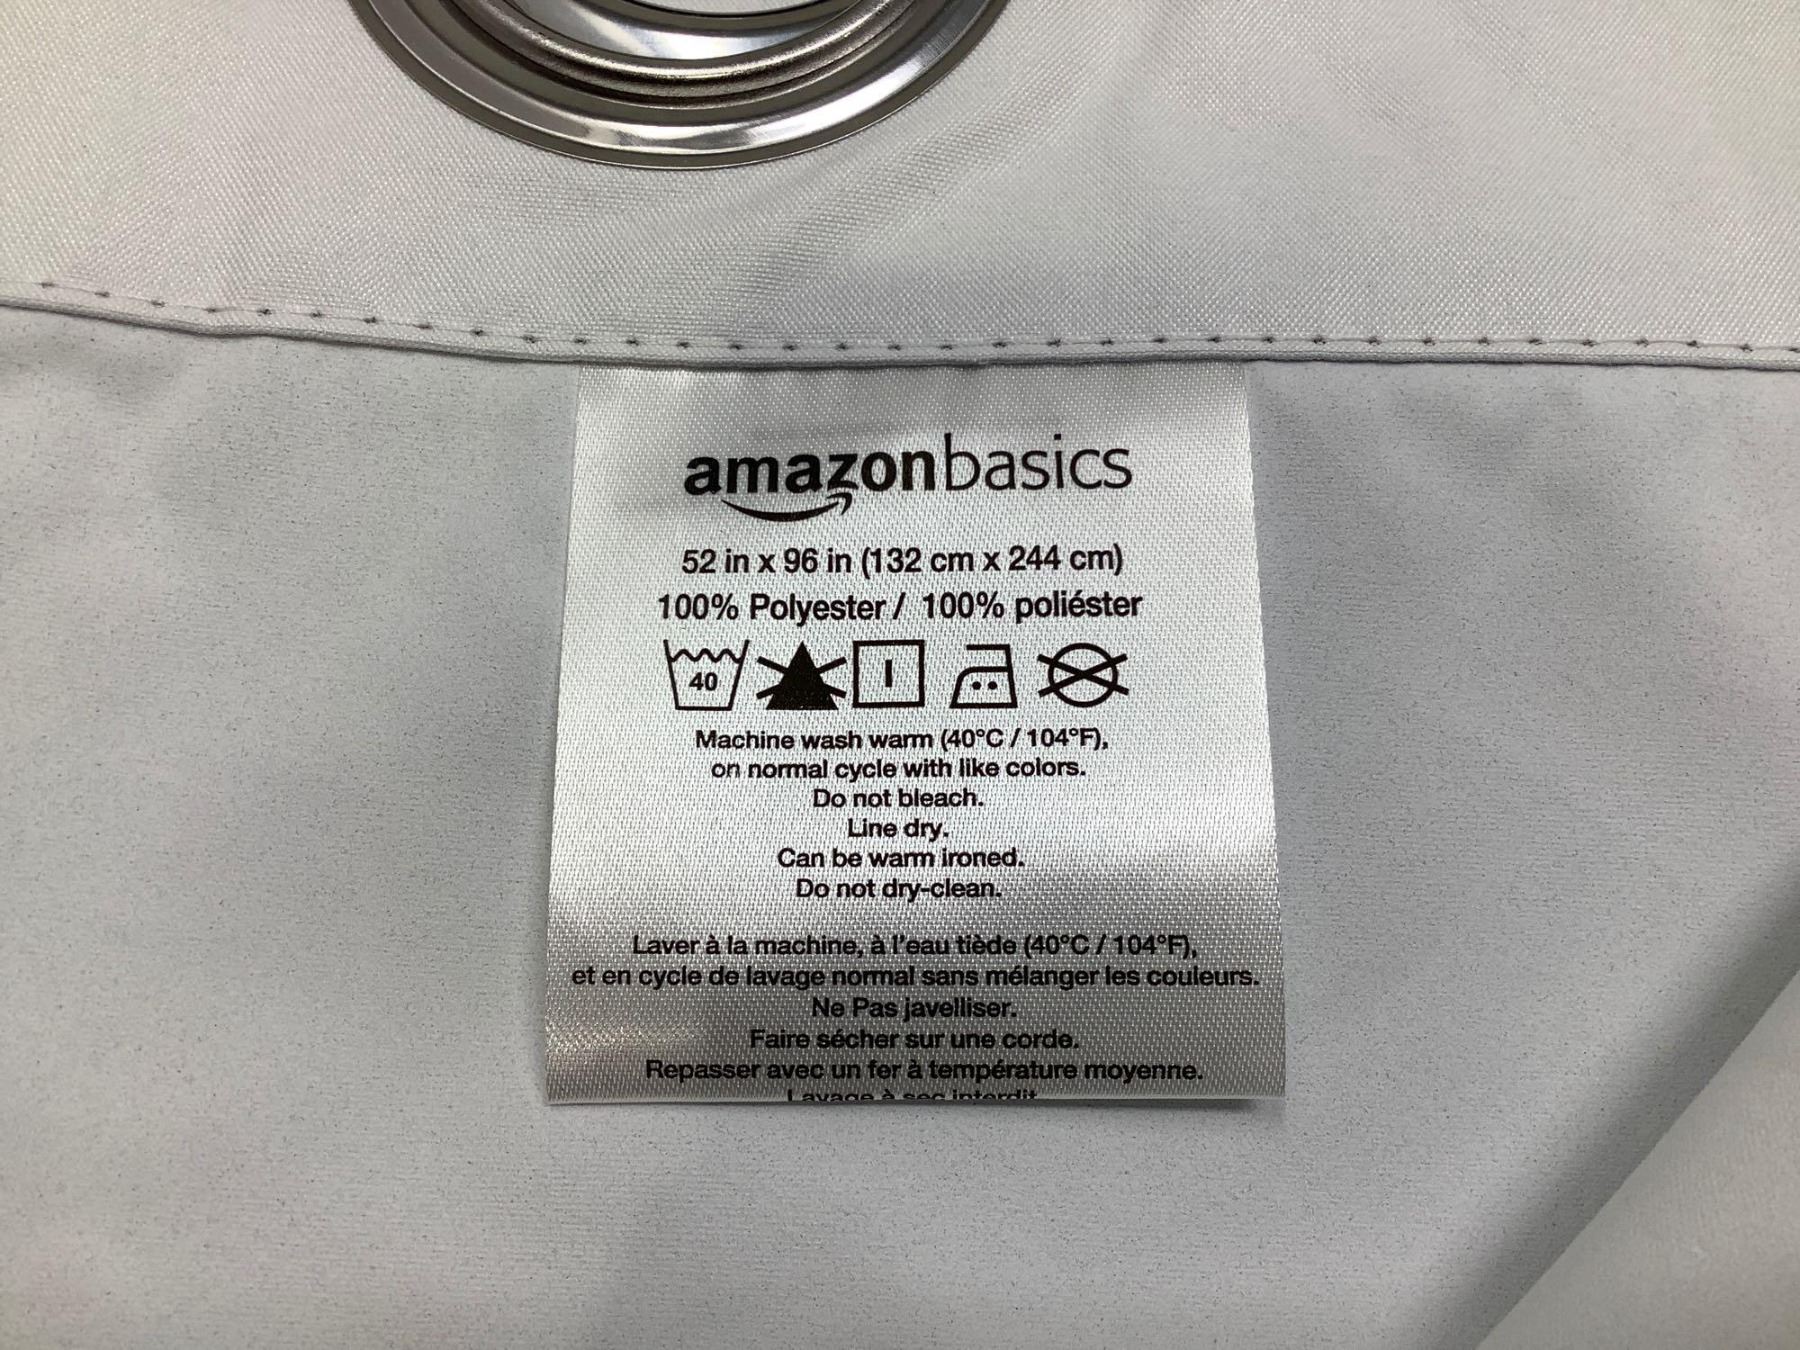 amazonbasics
52 in x 96 in (132 cm x 244 cm)
100% Polyester / 100% poliéster
40
Machine wash warm (40°C / 104°F),
on normal cycle with like colors.
Do not bleach.
Line dry.
Can be warm ironed.
Do not dry-clean.
Laver à la machine, à l'eau tiède (40°C / 104°F),
et en cycle de lavage normal sans mélanger les couleurs.
Ne Pas javelliser.
Faire sécher sur une corde.
Repasser avec un fer à température moyenne.
Lavage à sec interdit